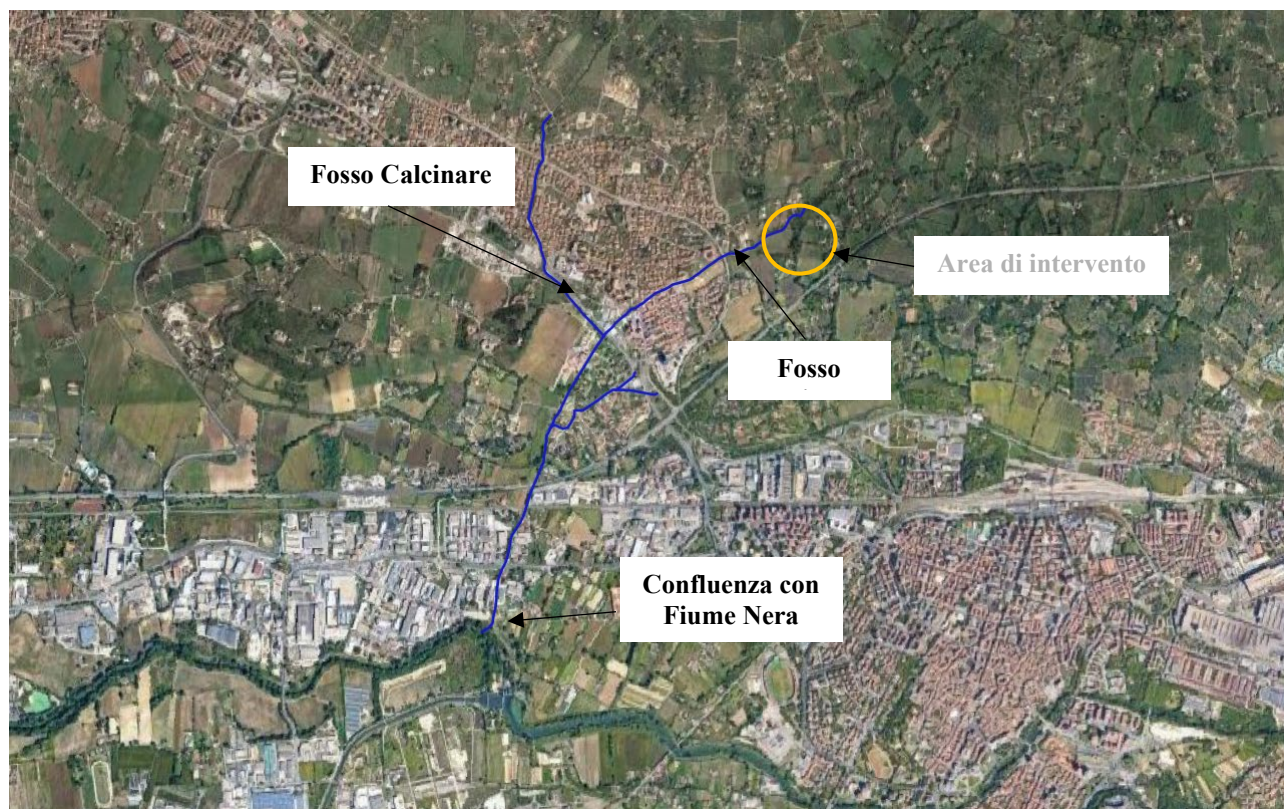 Fosso Calcinare
Area di intervento
Fosso
Confluenza con
Fiume Nera